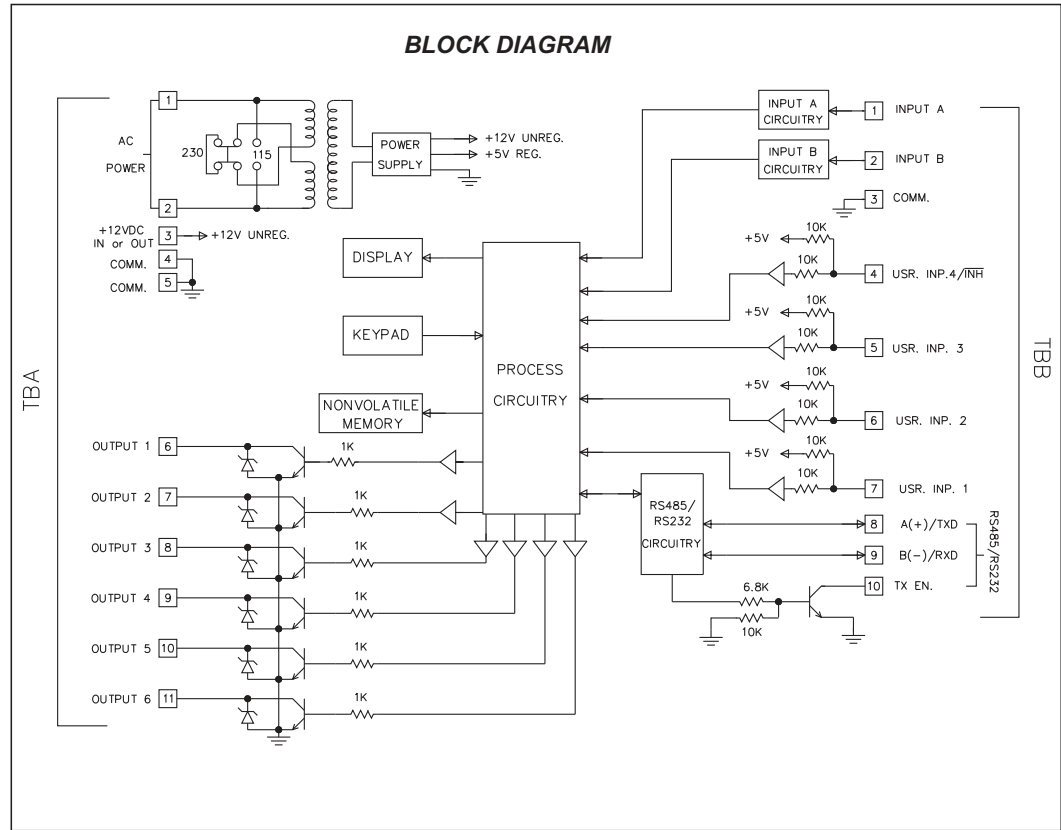 BLOCK DIAGRAM
TBA
1
AC
POWER
230
115
2
+12VDC
IN or OUT
3
+12V UNREG.
COMM.
4
COMM.
5
POWER
SUPPLY
+12V UNREG.
+5V REG.
DISPLAY
KEYPAD
NONVOLATILE
MEMORY
PROCESS
CIRCUITRY
OUTPUT 1
6
1K
OUTPUT 2
7
1K
OUTPUT 3
8
1K
OUTPUT 4
9
1K
OUTPUT 5
10
1K
OUTPUT 6
11
1K
INPUT A
CIRCUITRY
1
INPUT A
INPUT B
CIRCUITRY
2
INPUT B
3
COMM.
+5V
10K
10K
4
USR. INP.4/INH
+5V
10K
10K
5
USR. INP. 3
+5V
10K
10K
6
USR. INP. 2
+5V
10K
10K
7
USR. INP. 1
RS485/
RS232
CIRCUITRY
8
A(+)/TXD
9
B(-)/RXD
10
TX EN.
6.8K
10K
RS485/RS232
TBB